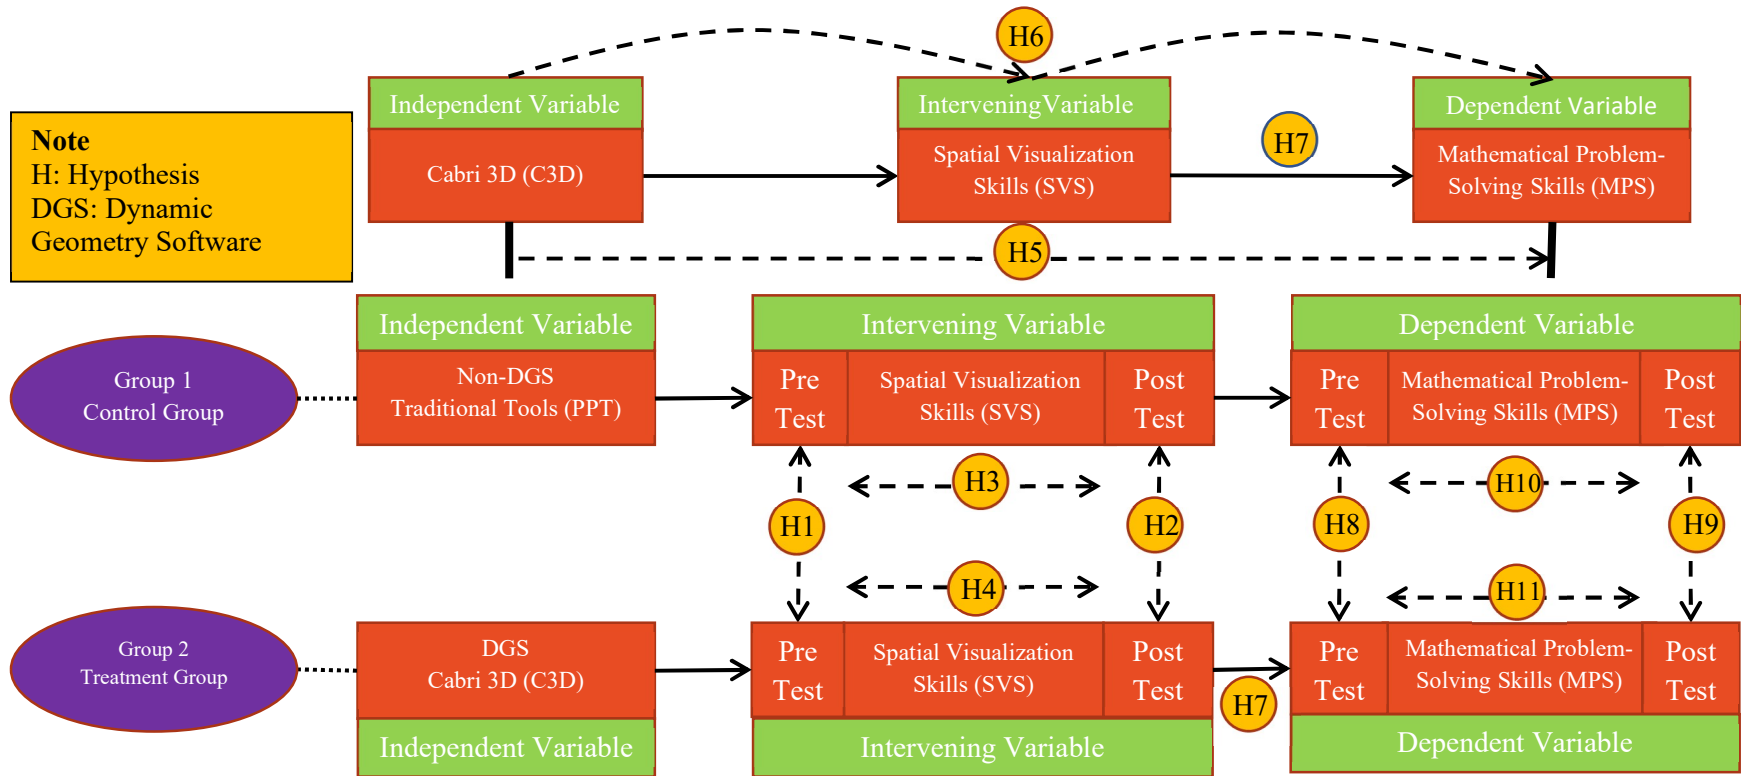 H6
Independent Variable
InterveningVariable
Dependent Variable
Note
H: Hypothesis
DGS: Dynamic
Geometry Software
Cabri 3D (C3D)
Spatial Visualization
Skills (SVS)
H7
Mathematical Problem-
Solving Skills (MPS)
H5
Independent Variable
Intervening Variable
Dependent Variable
Group 1
Control Group
Non-DGS
Traditional Tools (PPT)
Pre
Test
Spatial Visualization
Skills (SVS)
Post
Test
Pre
Test
Mathematical Problem-
Solving Skills (MPS)
Post
Test
H3
H10
H1
H2
H8
H9
H4
H11
Group 2
Treatment Group
DGS
Cabri 3D (C3D)
Pre
Test
Spatial Visualization
Skills (SVS)
Post
Test
H7
Pre
Test
Mathematical Problem-
Solving Skills (MPS)
Post
Test
Independent Variable
Intervening Variable
Dependent Variable